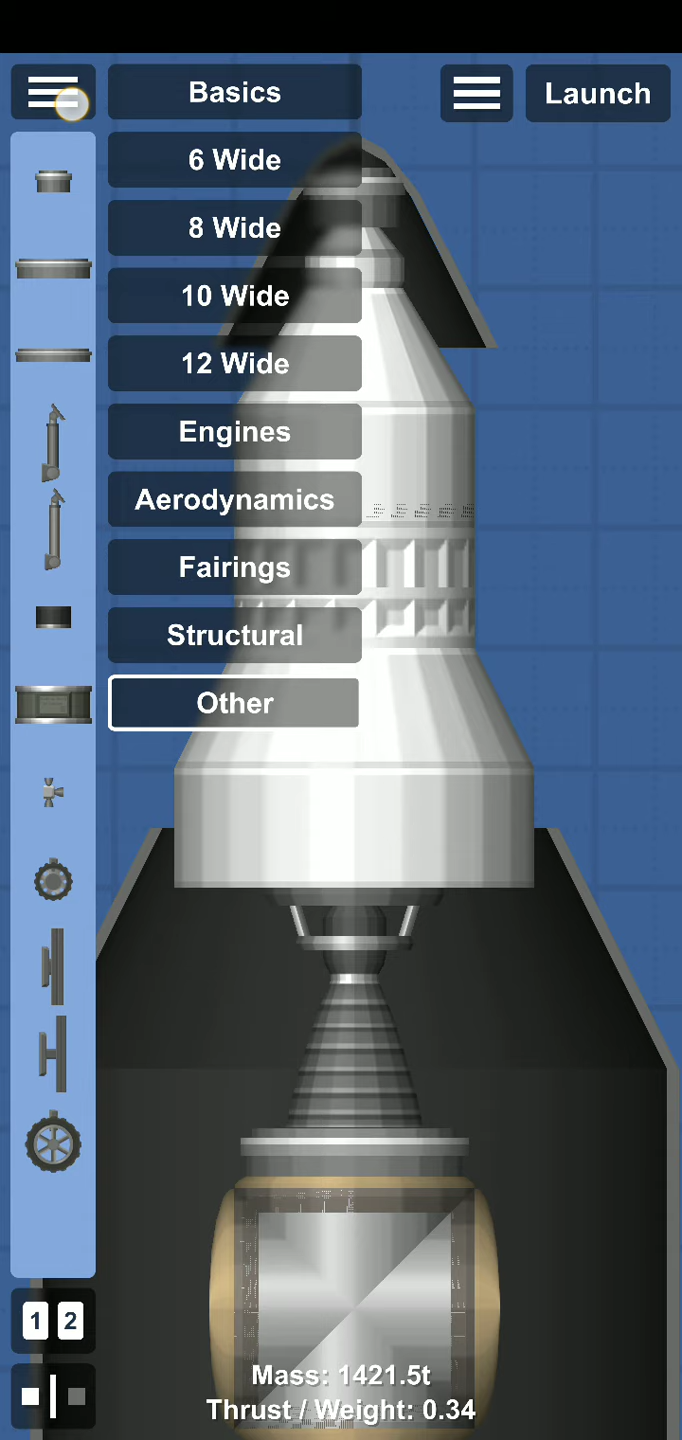 Basics
Launch
6 Wide
8 Wide
10 Wide
12 Wide
Engines
Aerodynamics
Fairings
Structural
Other
1 2
Mass: 1421.5t
Thrust / Weight: 0.34